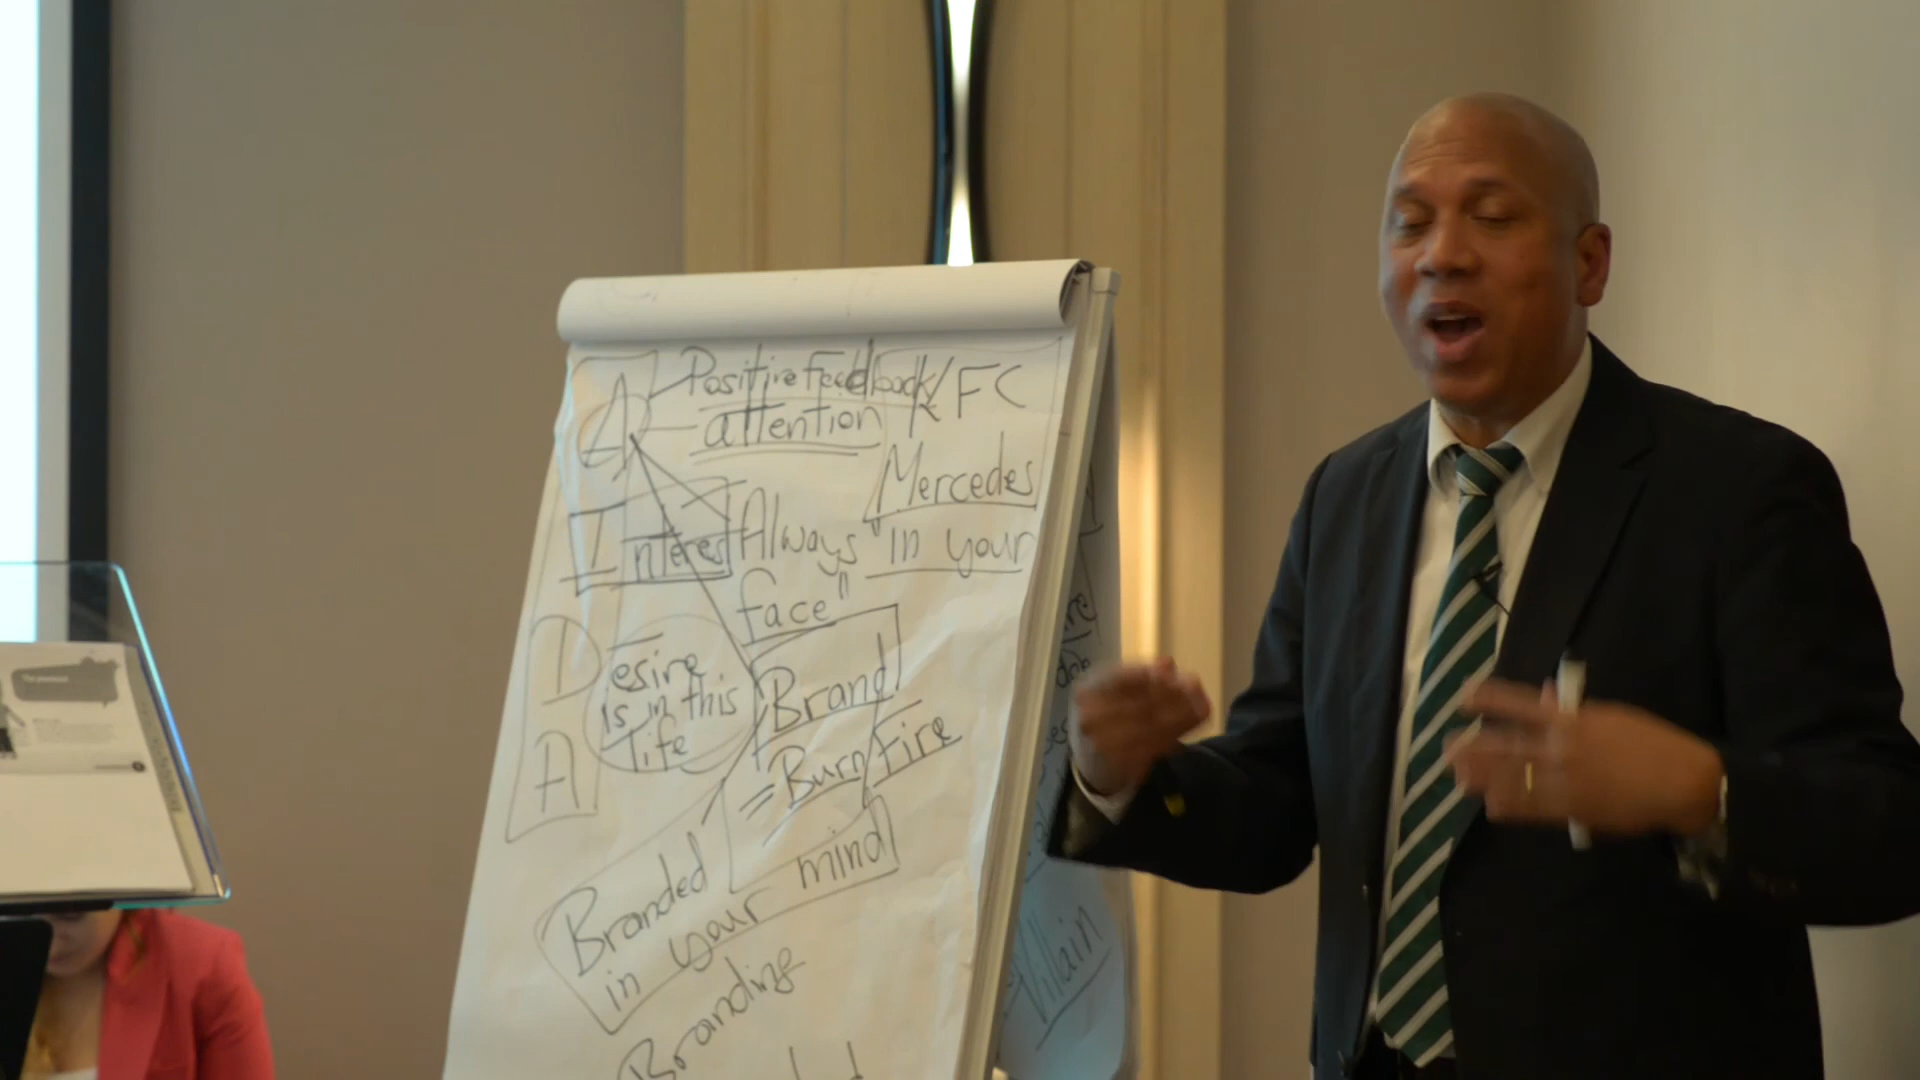 A Positive Feedback/KFC
attention
Mercedes
Interest Always "in your
face"
Desire
is in this
life
Brand
= Burn Fire
A
mind
Branded
in your
Branding
Villain